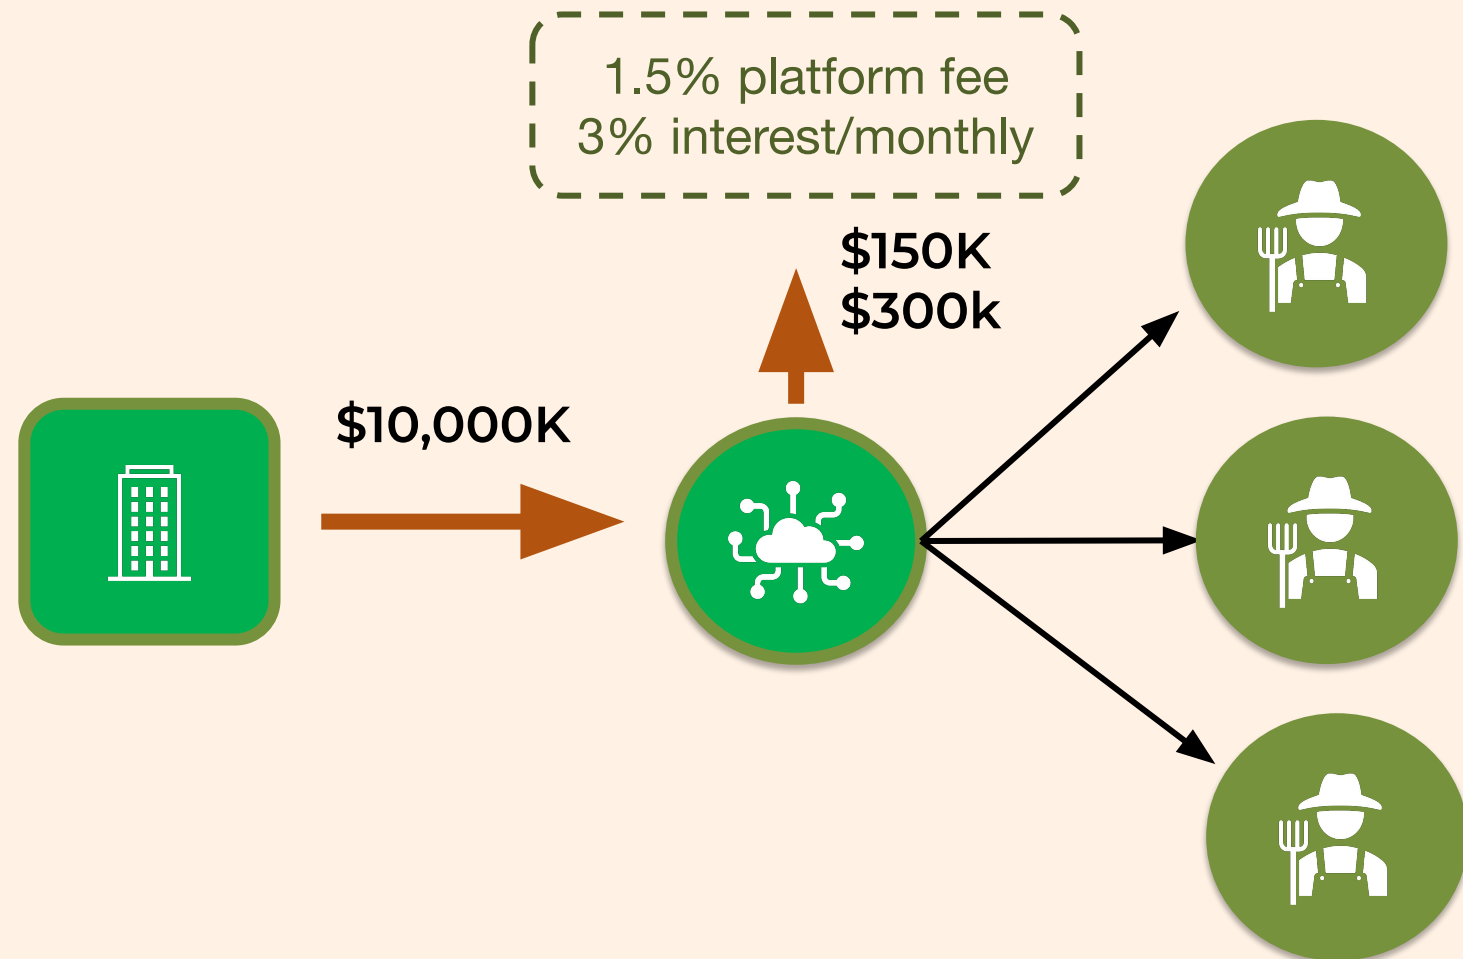 1.5% platform fee
3% interest/monthly
$150K
$300k
$10,000K